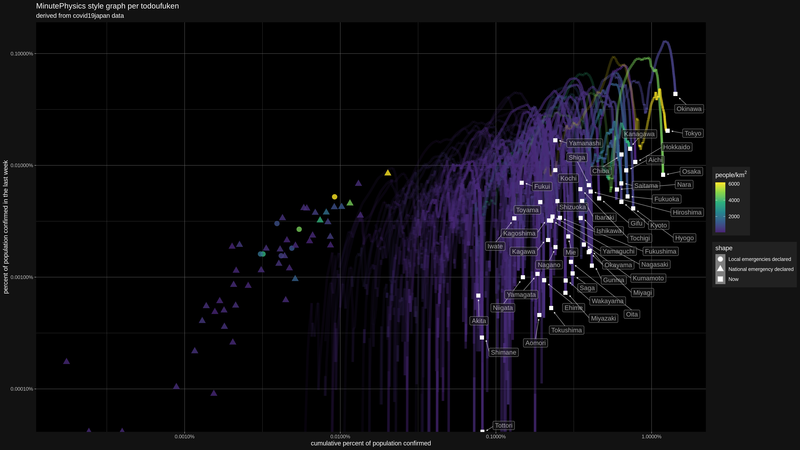 MinutePhysics style graph per todoufuken
derived from covid19japan data
percent of population confirmed in the last week
0.10000%
0.01000%
0.00100%
0.00010%
Okinawa
Tokyo
Kanagawa
Yamanashi
Hokkaido
Shiga
Aichi
Chiba
Osaka
Kochi
Fukui
Saitama
Nara
Fukuoka
Toyama
Shizuoka
Hiroshima
Ibaraki
Gifu
Kyoto
Kagoshima
Ishikawa
Tochigi
Hyogo
Iwate
Kagawa
Mie
Yamaguchi
Fukushima
Nagano
Okayama
Nagasaki
Gunma
Kumamoto
Yamagata
Saga
Miyagi
Niigata
Wakayama
Ehime
Oita
Akita
Miyazaki
Tokushima
Aomori
Shimane
Tottori
0.0010%
0.0100%
0.1000%
1.0000%
cumulative percent of population confirmed
people/km²
6000
4000
2000
shape
Local emergencies declared
National emergency declared
Now